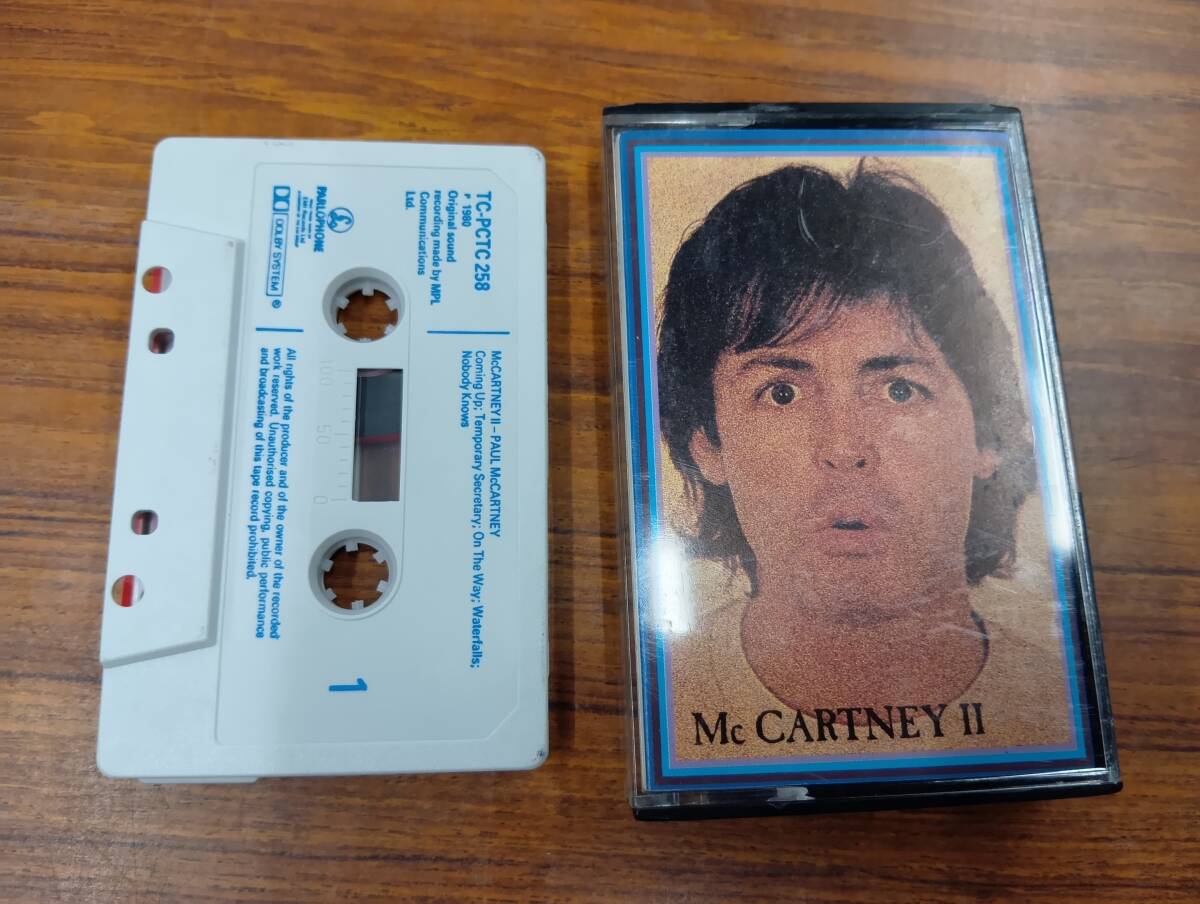 TC-PCTC 258
℗ 1980
Original sound
recording made by MPL
Communications
Ltd.
McCARTNEY II – PAUL McCARTNEY
Coming Up; Temporary Secretary; On The Way; Waterfalls;
Nobody Knows
PARLOPHONE
DOLBY SYSTEM ®
100 50 0
All rights of the producer and of the owner of the recorded
work reserved. Unauthorised copying, public performance
and broadcasting of this tape record prohibited.
1
Mc CARTNEY II